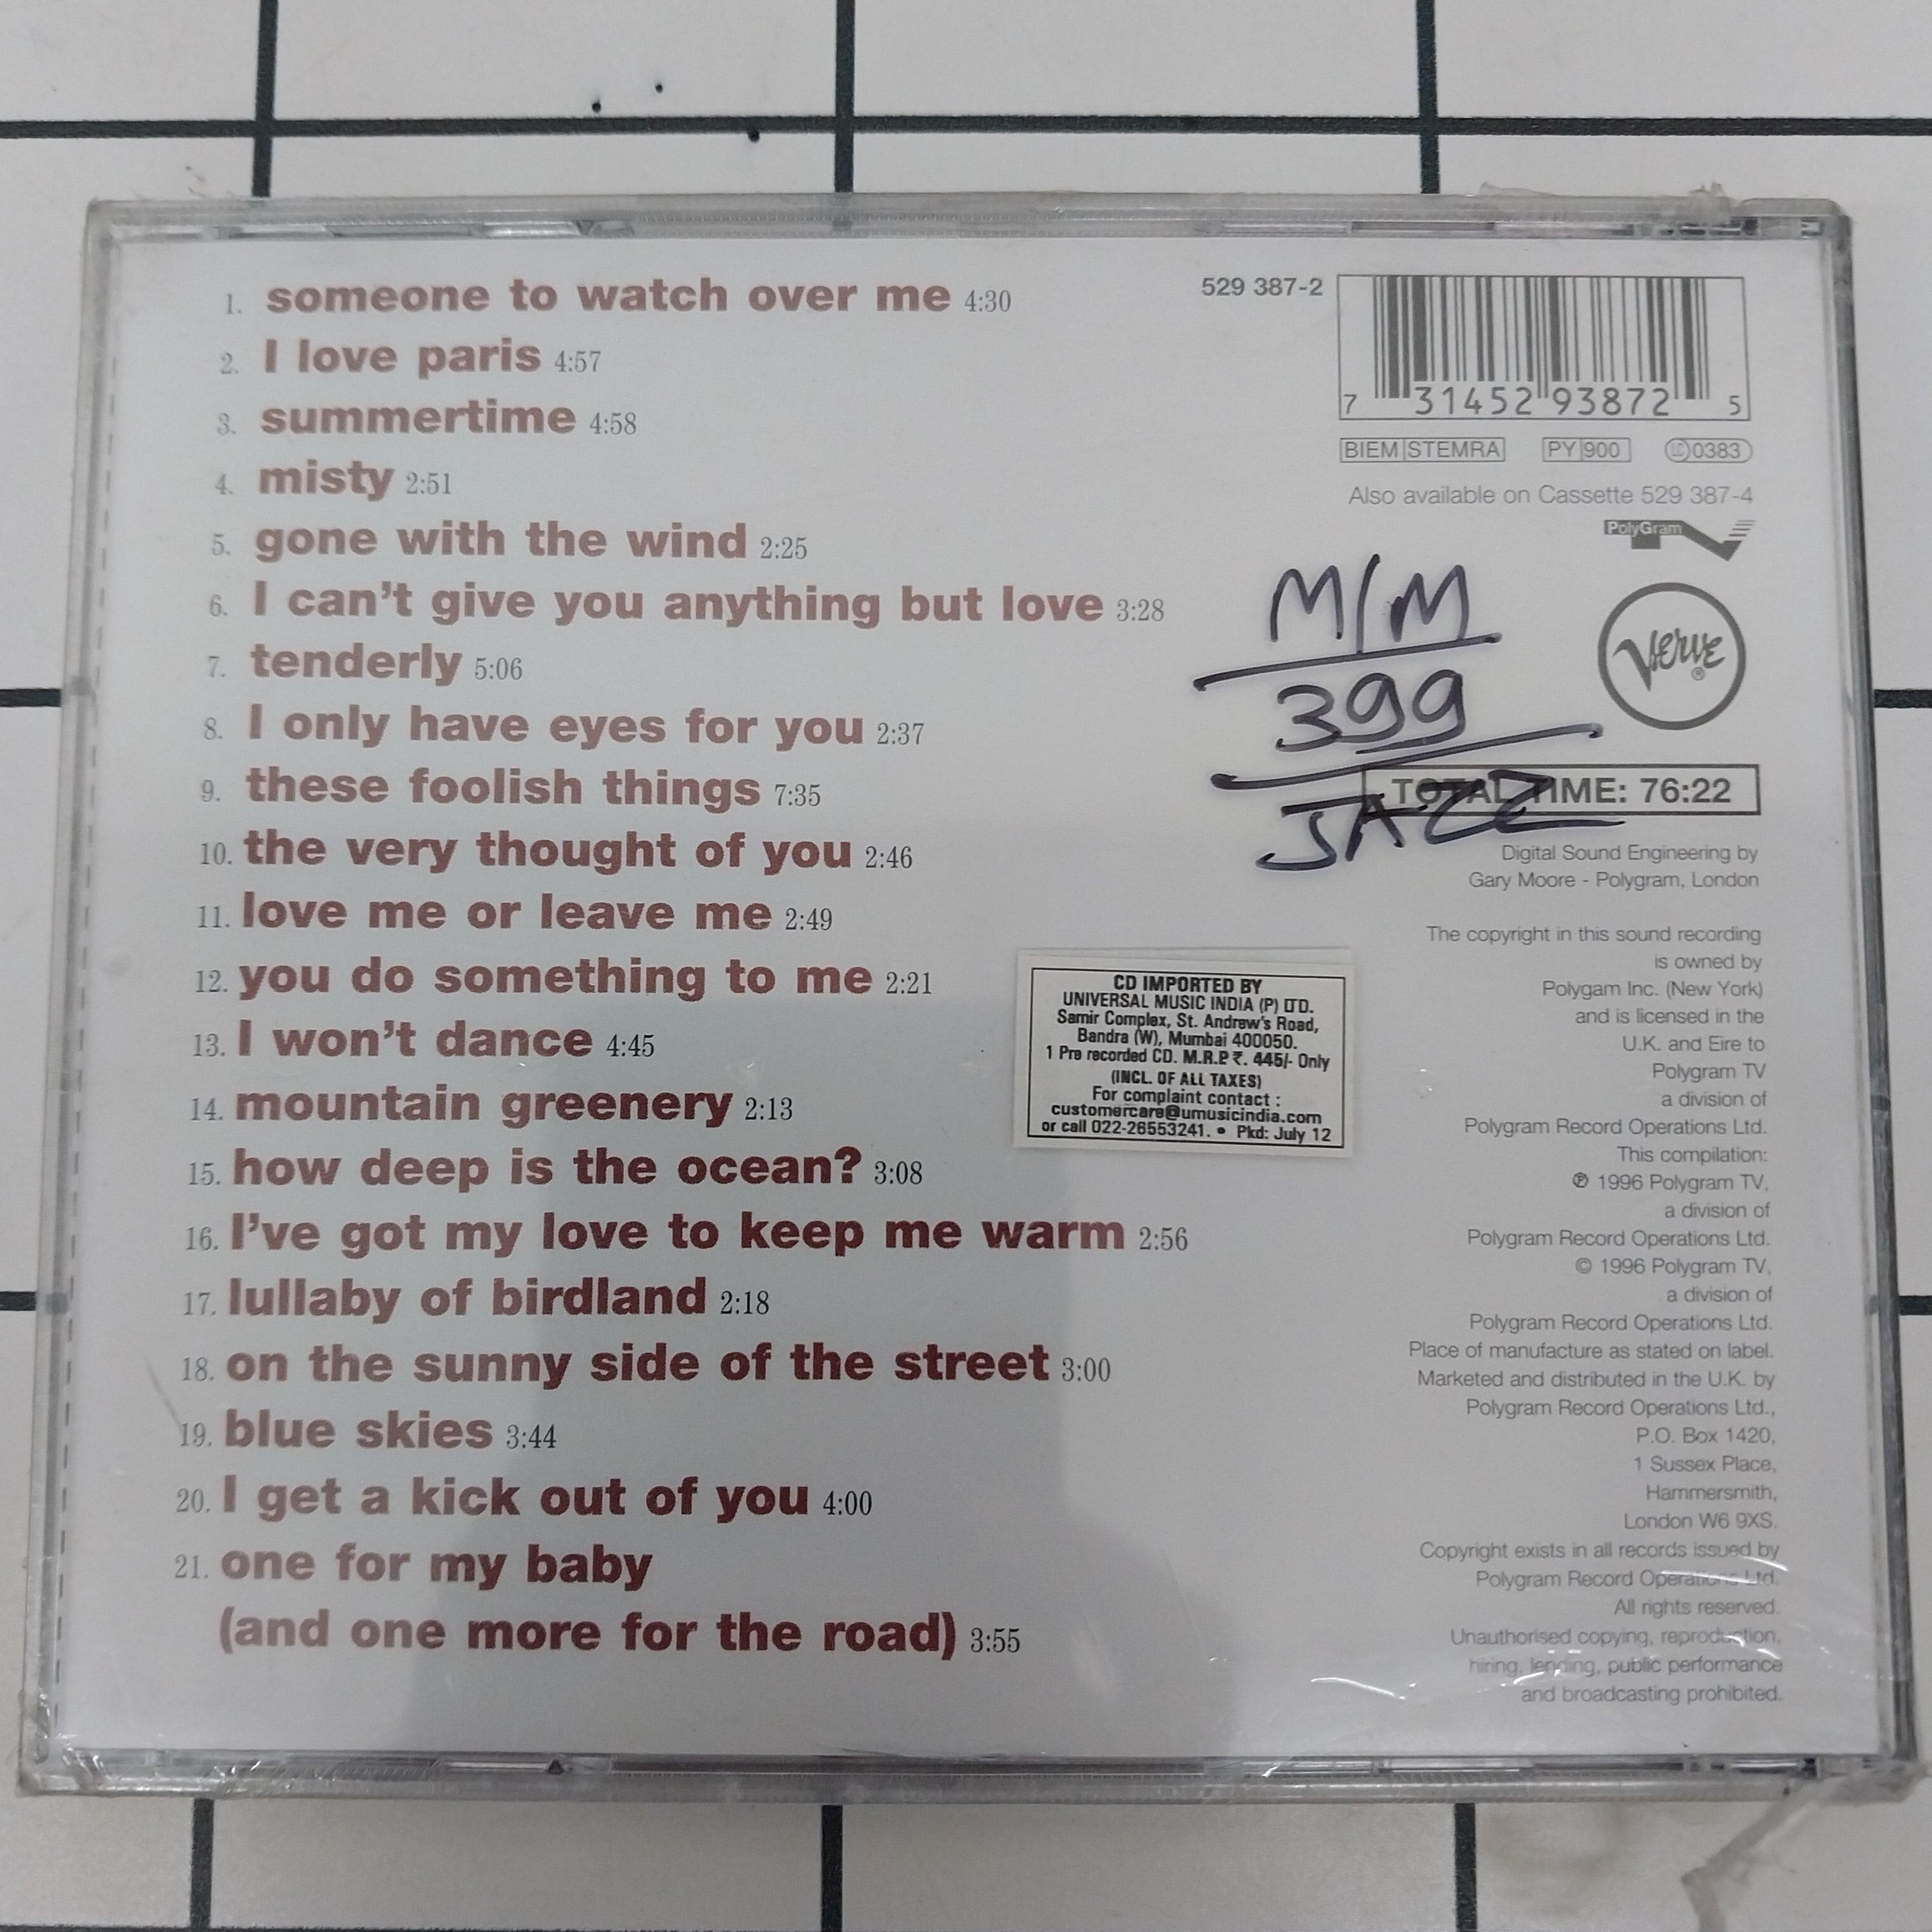 1. someone to watch over me 4:30
2. I love paris 4:57
3. summertime 4:58
4. misty 2:51
5. gone with the wind 2:25
6. I can't give you anything but love 3:28
7. tenderly 5:06
8. I only have eyes for you 2:37
9. these foolish things 7:35
10. the very thought of you 2:46
11. love me or leave me 2:49
12. you do something to me 2:21
13. I won't dance 4:45
14. mountain greenery 2:13
15. how deep is the ocean? 3:08
16. I've got my love to keep me warm 2:56
17. lullaby of birdland 2:18
18. on the sunny side of the street 3:00
19. blue skies 3:44
20. I get a kick out of you 4:00
21. one for my baby
(and one more for the road) 3:55
529 387-2
7 31452 93872 5
BIEM STEMRA PY 900 LC 0383
Also available on Cassette 529 387-4
PolyGram
Verve®
M/M
399
JAZZ
TOTAL TIME: 76:22
Digital Sound Engineering by
Gary Moore - Polygram, London
The copyright in this sound recording
is owned by
Polygam Inc. (New York)
and is licensed in the
U.K. and Eire to
Polygram TV
a division of
Polygram Record Operations Ltd.
This compilation:
℗ 1996 Polygram TV,
a division of
Polygram Record Operations Ltd.
© 1996 Polygram TV,
a division of
Polygram Record Operations Ltd.
Place of manufacture as stated on label.
Marketed and distributed in the U.K. by
Polygram Record Operations Ltd.,
P.O. Box 1420,
1 Sussex Place,
Hammersmith,
London W6 9XS.
Copyright exists in all records issued by
Polygram Record Operations Ltd.
All rights reserved.
Unauthorised copying, reproduction,
hiring, lending, public performance
and broadcasting prohibited.
CD IMPORTED BY
UNIVERSAL MUSIC INDIA (P) LTD.
Samir Complex, St. Andrew's Road,
Bandra (W), Mumbai 400050.
1 Pre recorded CD. M.R.P ₹. 445/- Only
(INCL. OF ALL TAXES)
For complaint contact :
customercare@umusicindia.com
or call 022-26553241. • Pkd: July 12